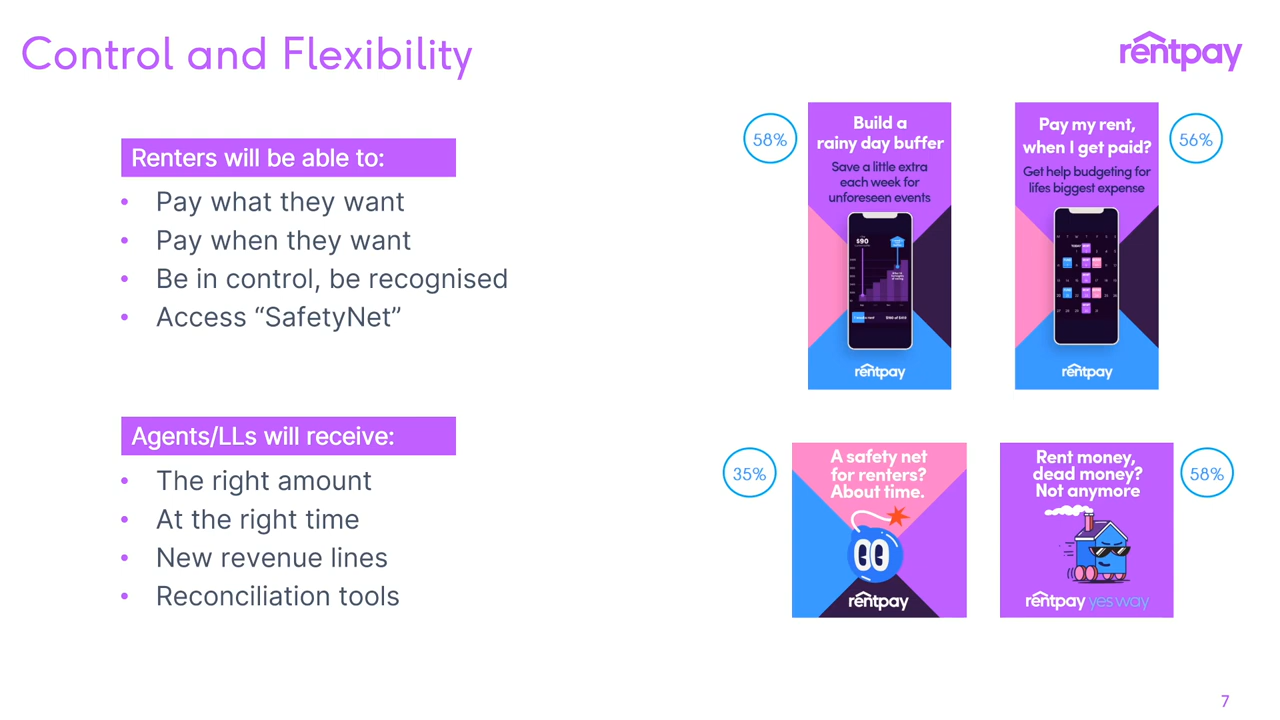 Control and Flexibility
rentpay
Renters will be able to:
• Pay what they want
• Pay when they want
• Be in control, be recognised
• Access “SafetyNet”
Agents/LLs will receive:
• The right amount
• At the right time
• New revenue lines
• Reconciliation tools
58%
Build a
rainy day buffer
Save a little extra
each week for
unforeseen events
$90
rentpay
Pay my rent,
when I get paid?
Get help budgeting for
lifes biggest expense
rentpay
56%
35%
A safety net
for renters?
About time.
rentpay
Rent money,
dead money?
Not anymore
rentpay yes way
58%
7